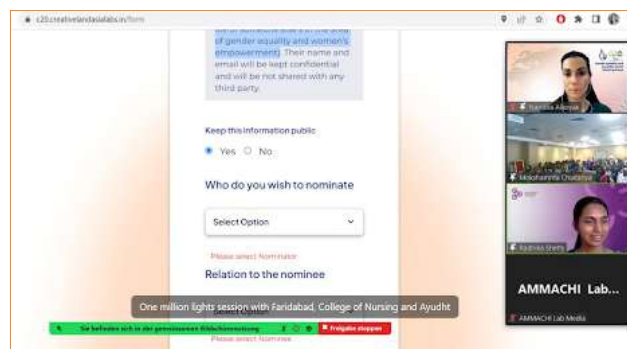 c20.creativelandasialabs.in/form
of gender equality and women's
empowerment). Their name and
email will be kept confidential
and will be not shared with any
third party.
Keep this information public
Yes No
Who do you wish to nominate
Select Option
Please select Nominator
Relation to the nominee
Select Option
One million lights session with Faridabad, College of Nursing and Ayudht
Sie befinden sich in der gemeinsamen Bildschirmnutzung
Freigabe stoppen
Please select Nominee
AMMACHI Lab...
AMMACHI Lab Media